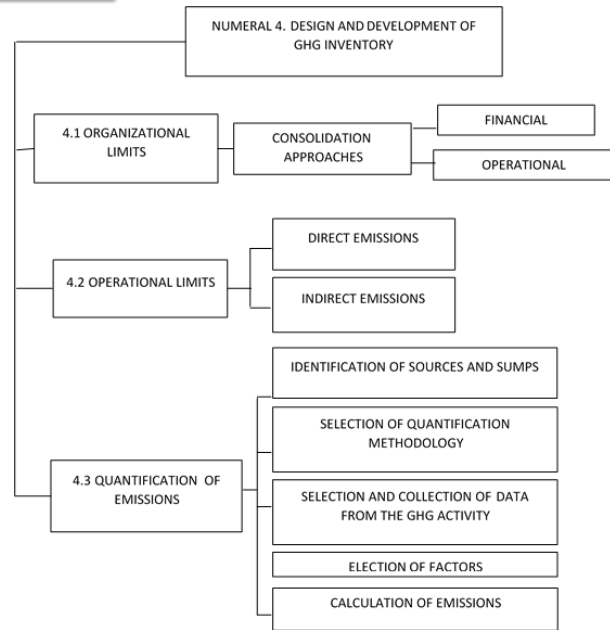 NUMERAL 4. DESIGN AND DEVELOPMENT OF
GHG INVENTORY
4.1 ORGANIZATIONAL
LIMITS
CONSOLIDATION
APPROACHES
FINANCIAL
OPERATIONAL
4.2 OPERATIONAL LIMITS
DIRECT EMISSIONS
INDIRECT EMISSIONS
4.3 QUANTIFICATION OF
EMISSIONS
IDENTIFICATION OF SOURCES AND SUMPS
SELECTION OF QUANTIFICATION
METHODOLOGY
SELECTION AND COLLECTION OF DATA
FROM THE GHG ACTIVITY
ELECTION OF FACTORS
CALCULATION OF EMISSIONS